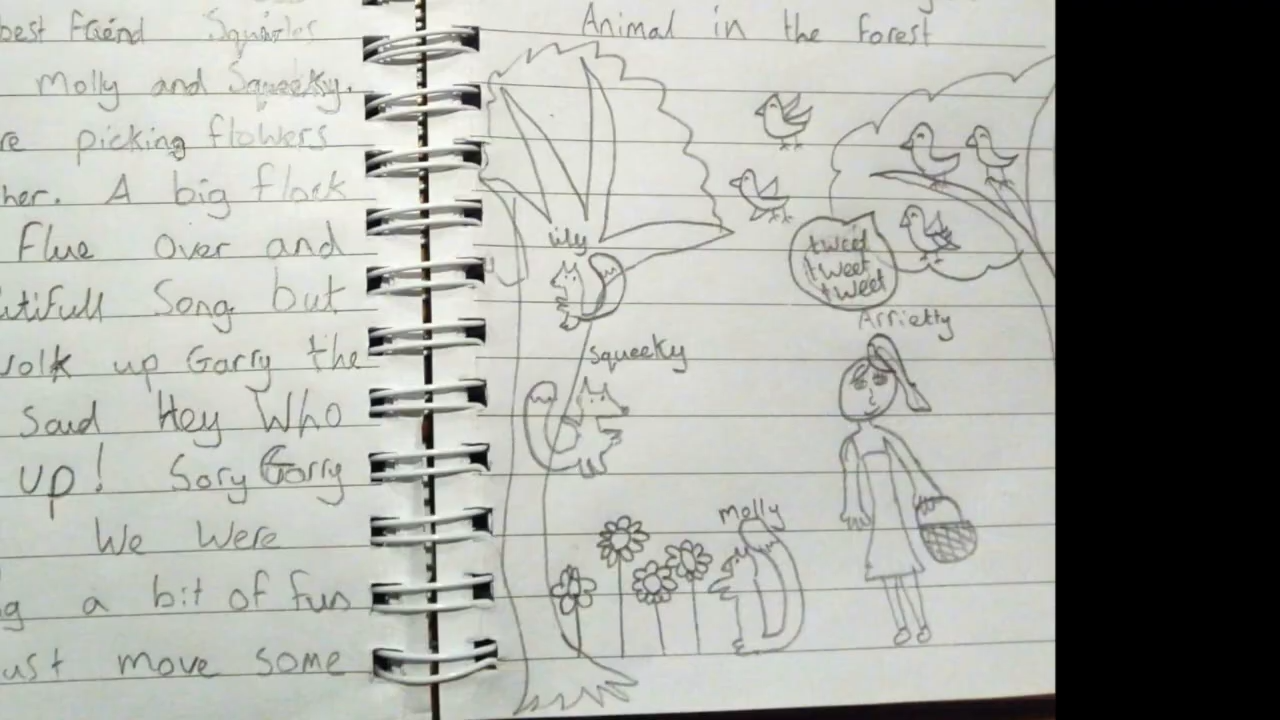 best friend Squirles
Molly and Squeeky.
re picking flowers
her. A big flock
Flue over and
utifull Song but
wolk up Garry the
Said Hey Who
up! Sory Garry
We Were
g a bit of fun
ust move some
Animal in the Forest
lily
tweet
tweet
tweet
Arrietty
Squeeky
Molly